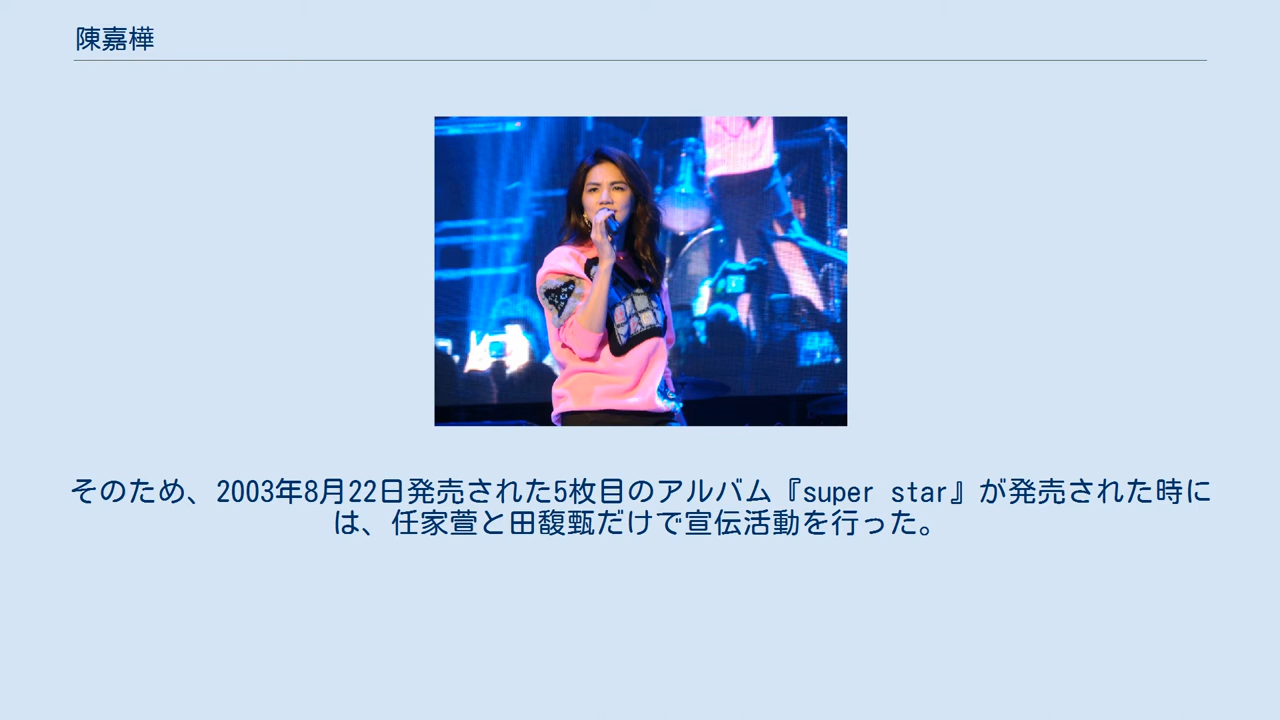 陳嘉樺
そのため、2003年8月22日発売された5枚目のアルバム『super star』が発売された時に
は、任家萱と田馥甄だけで宣伝活動を行った。